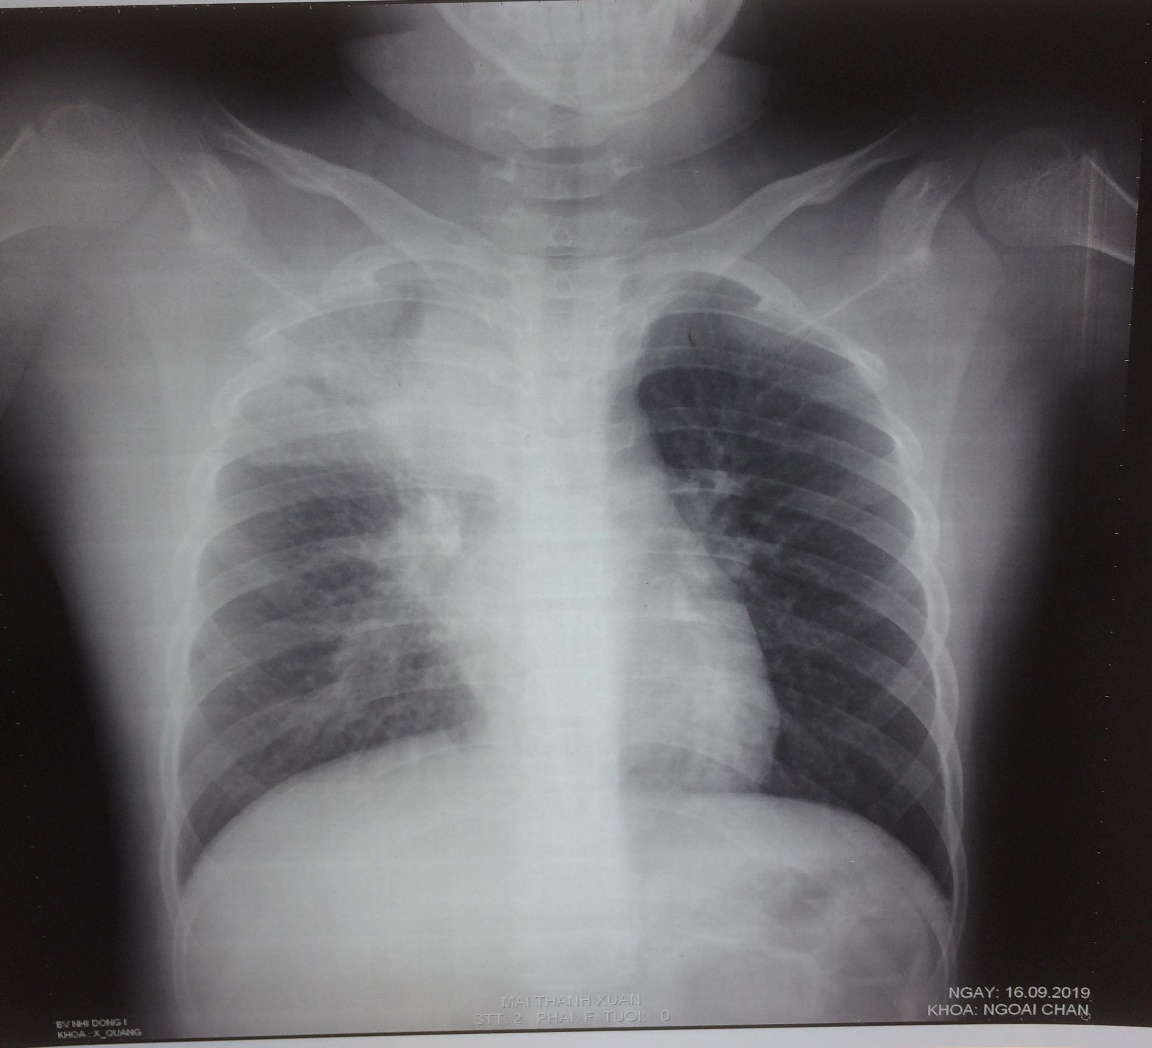 MAI THANH XUAN
STT: 2 PHAI: F TUOI: 0
NGAY: 16.09.2019
KHOA: NGOAI CHAN
BV NHI DONG I
KHOA : X_QUANG